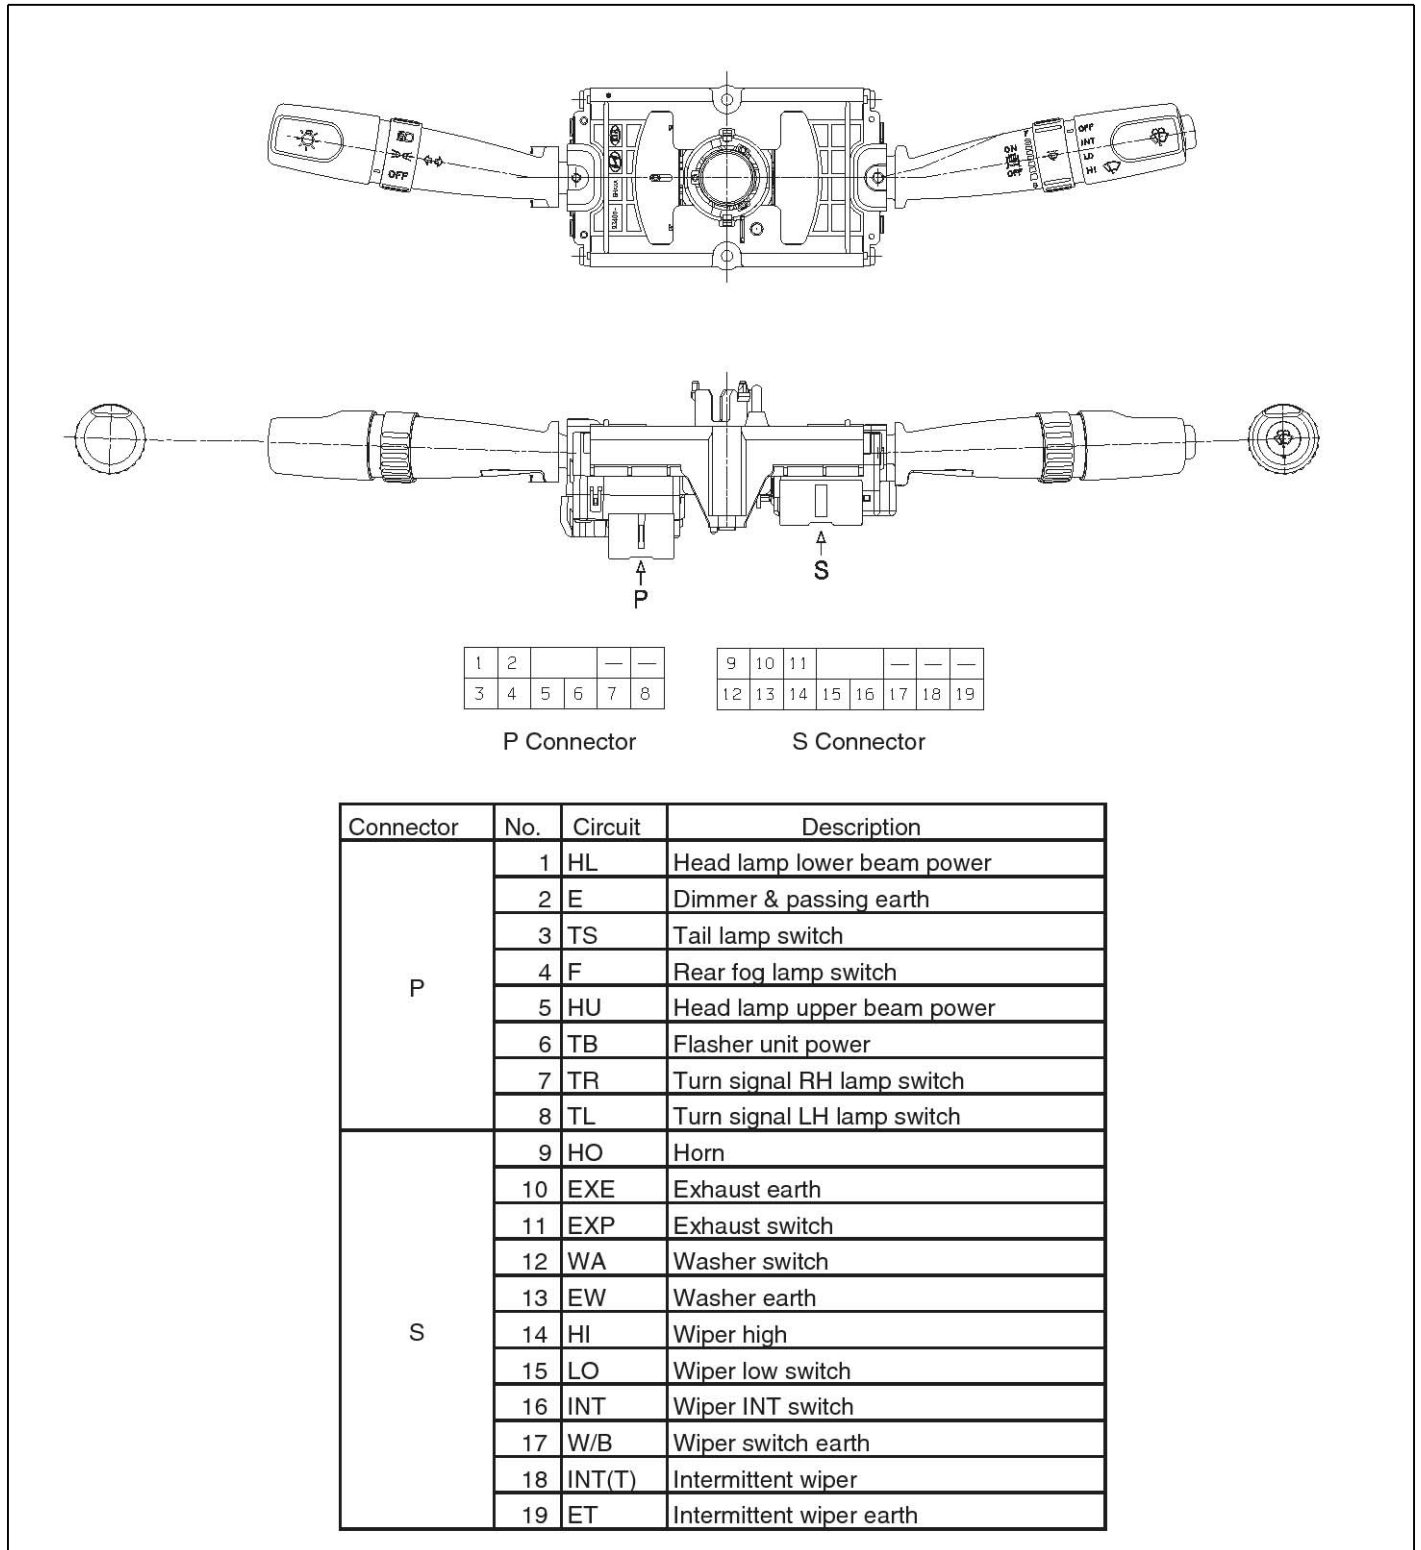 OFF
ON
OFF
F
OFF
INT
LO
HI
P
S
1 2 — —
3 4 5 6 7 8
9 10 11 — — —
12 13 14 15 16 17 18 19
P Connector
S Connector
Connector No. Circuit Description
P
1 HL Head lamp lower beam power
2 E Dimmer & passing earth
3 TS Tail lamp switch
4 F Rear fog lamp switch
5 HU Head lamp upper beam power
6 TB Flasher unit power
7 TR Turn signal RH lamp switch
8 TL Turn signal LH lamp switch
S
9 HO Horn
10 EXE Exhaust earth
11 EXP Exhaust switch
12 WA Washer switch
13 EW Washer earth
14 HI Wiper high
15 LO Wiper low switch
16 INT Wiper INT switch
17 W/B Wiper switch earth
18 INT(T) Intermittent wiper
19 ET Intermittent wiper earth